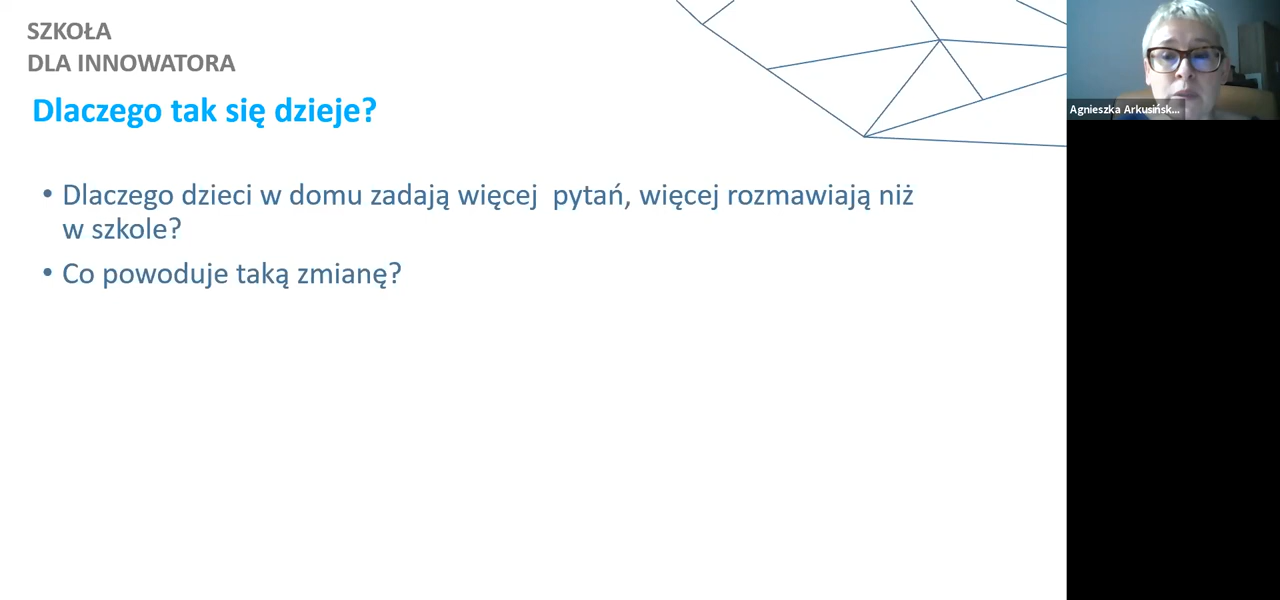 SZKOŁA
DLA INNOWATORA
Dlaczego tak się dzieje?
• Dlaczego dzieci w domu zadają więcej  pytań, więcej rozmawiają niż
w szkole?
• Co powoduje taką zmianę?
Agnieszka Arkusińsk...